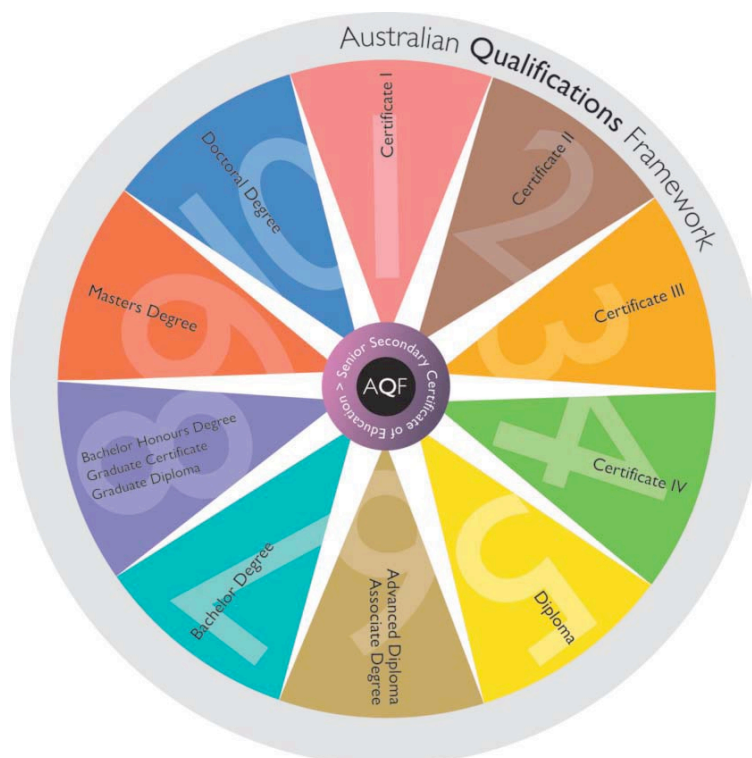 Australian Qualifications Framework
Certificate I
1
Certificate II
2
Certificate III
3
Certificate IV
4
Diploma
5
Advanced Diploma
Associate Degree
6
Bachelor Degree
7
Bachelor Honours Degree
Graduate Certificate
Graduate Diploma
8
Masters Degree
9
Doctoral Degree
10
Senior Secondary Certificate of Education >
AQF